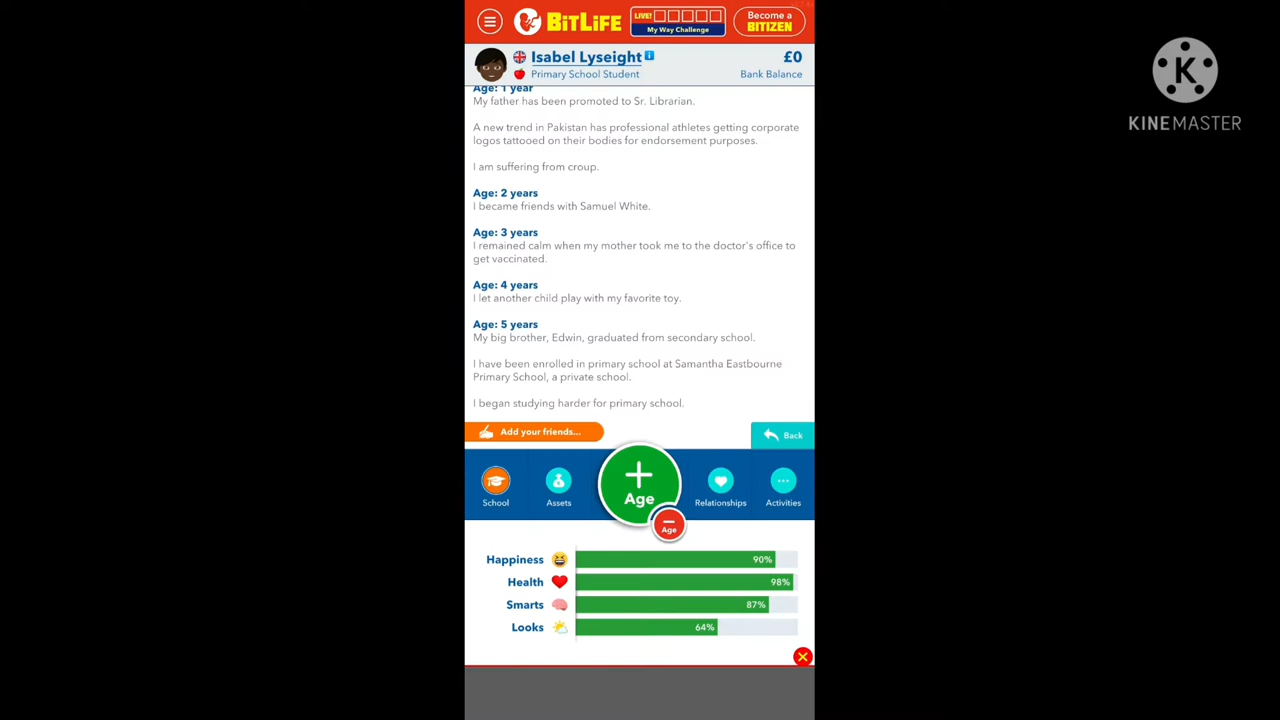 BITLIFE
LIVE!
My Way Challenge
Become a
BITIZEN
Isabel Lyseight
£0
Primary School Student
Bank Balance
Age: 1 year
My father has been promoted to Sr. Librarian.
A new trend in Pakistan has professional athletes getting corporate
logos tattooed on their bodies for endorsement purposes.
I am suffering from croup.
Age: 2 years
I became friends with Samuel White.
Age: 3 years
I remained calm when my mother took me to the doctor's office to
get vaccinated.
Age: 4 years
I let another child play with my favorite toy.
Age: 5 years
My big brother, Edwin, graduated from secondary school.
I have been enrolled in primary school at Samantha Eastbourne
Primary School, a private school.
I began studying harder for primary school.
Add your friends...
Back
School
Assets
+
Age
Age
Relationships
Activities
Happiness
90%
Health
98%
Smarts
87%
Looks
64%
K
KINEMASTER